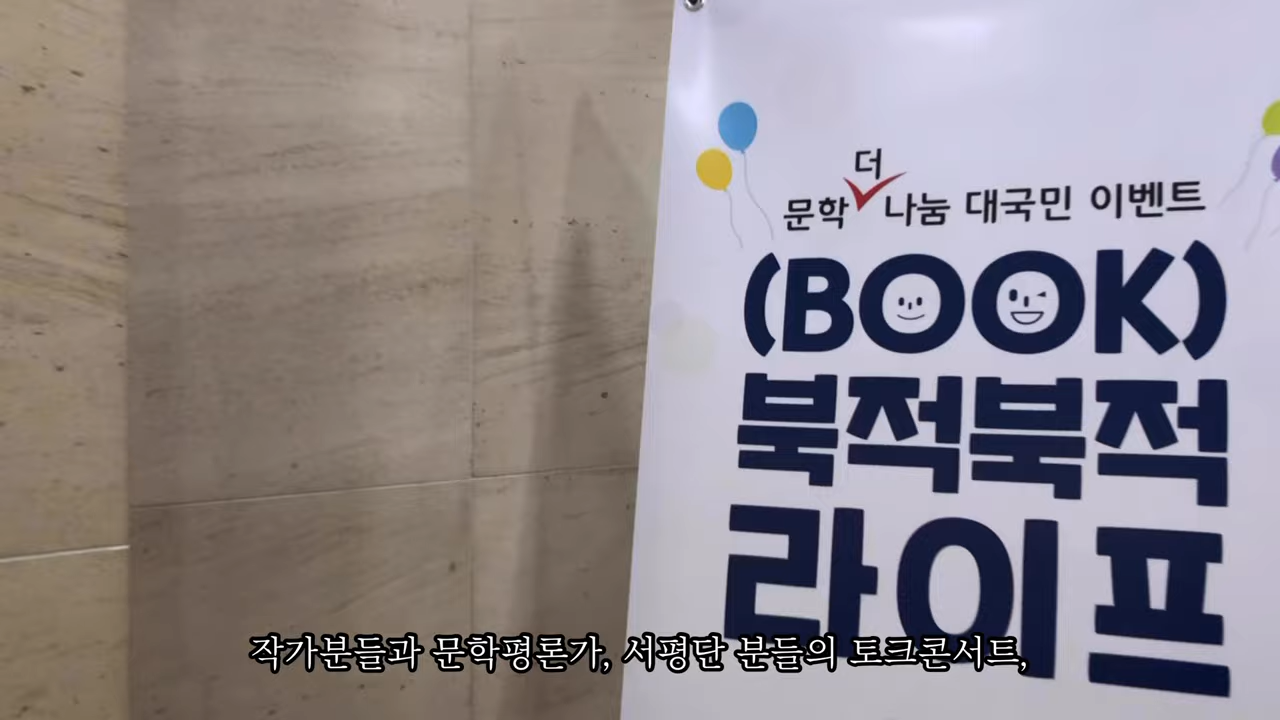 더
문학 나눔 대국민 이벤트
(BOOK)
북적북적
라이프
작가분들과 문학평론가, 서평단 분들의 토크콘서트,